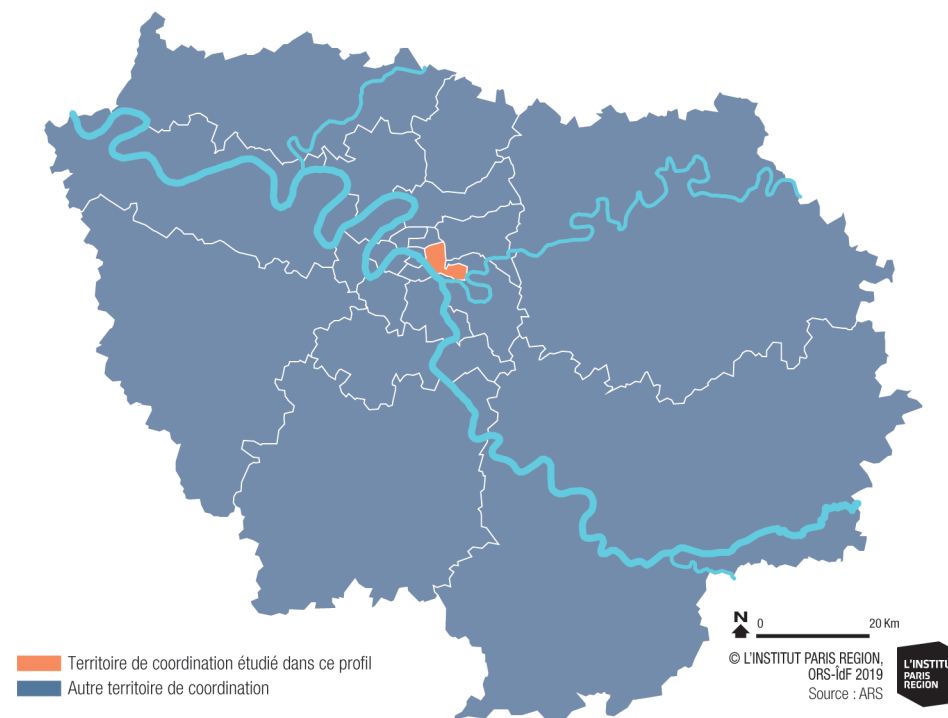 Territoire de coordination étudié dans ce profil
Autre territoire de coordination
N
0 20 Km
© L'INSTITUT PARIS REGION,
ORS-ÎdF 2019
Source : ARS
L'INSTITU
PARIS
REGION